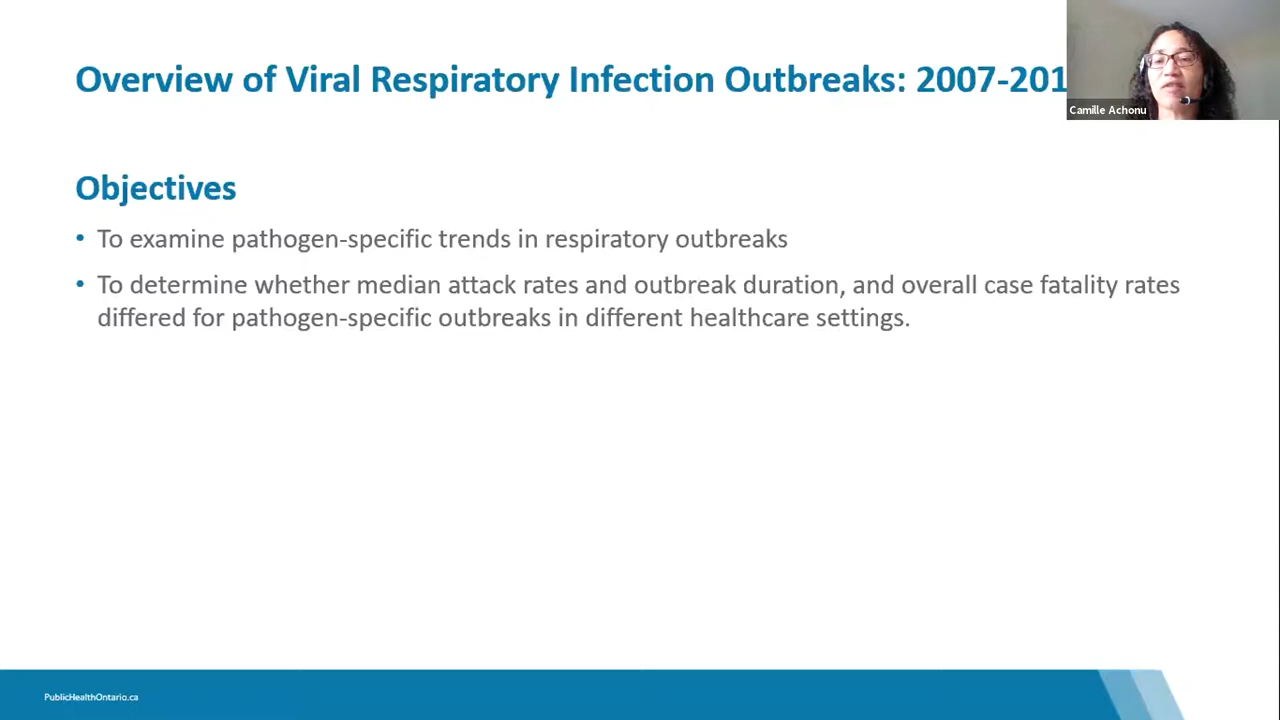 Overview of Viral Respiratory Infection Outbreaks: 2007-201
Camille Achonu
Objectives
• To examine pathogen-specific trends in respiratory outbreaks
• To determine whether median attack rates and outbreak duration, and overall case fatality rates
differed for pathogen-specific outbreaks in different healthcare settings.
PublicHealthOntario.ca